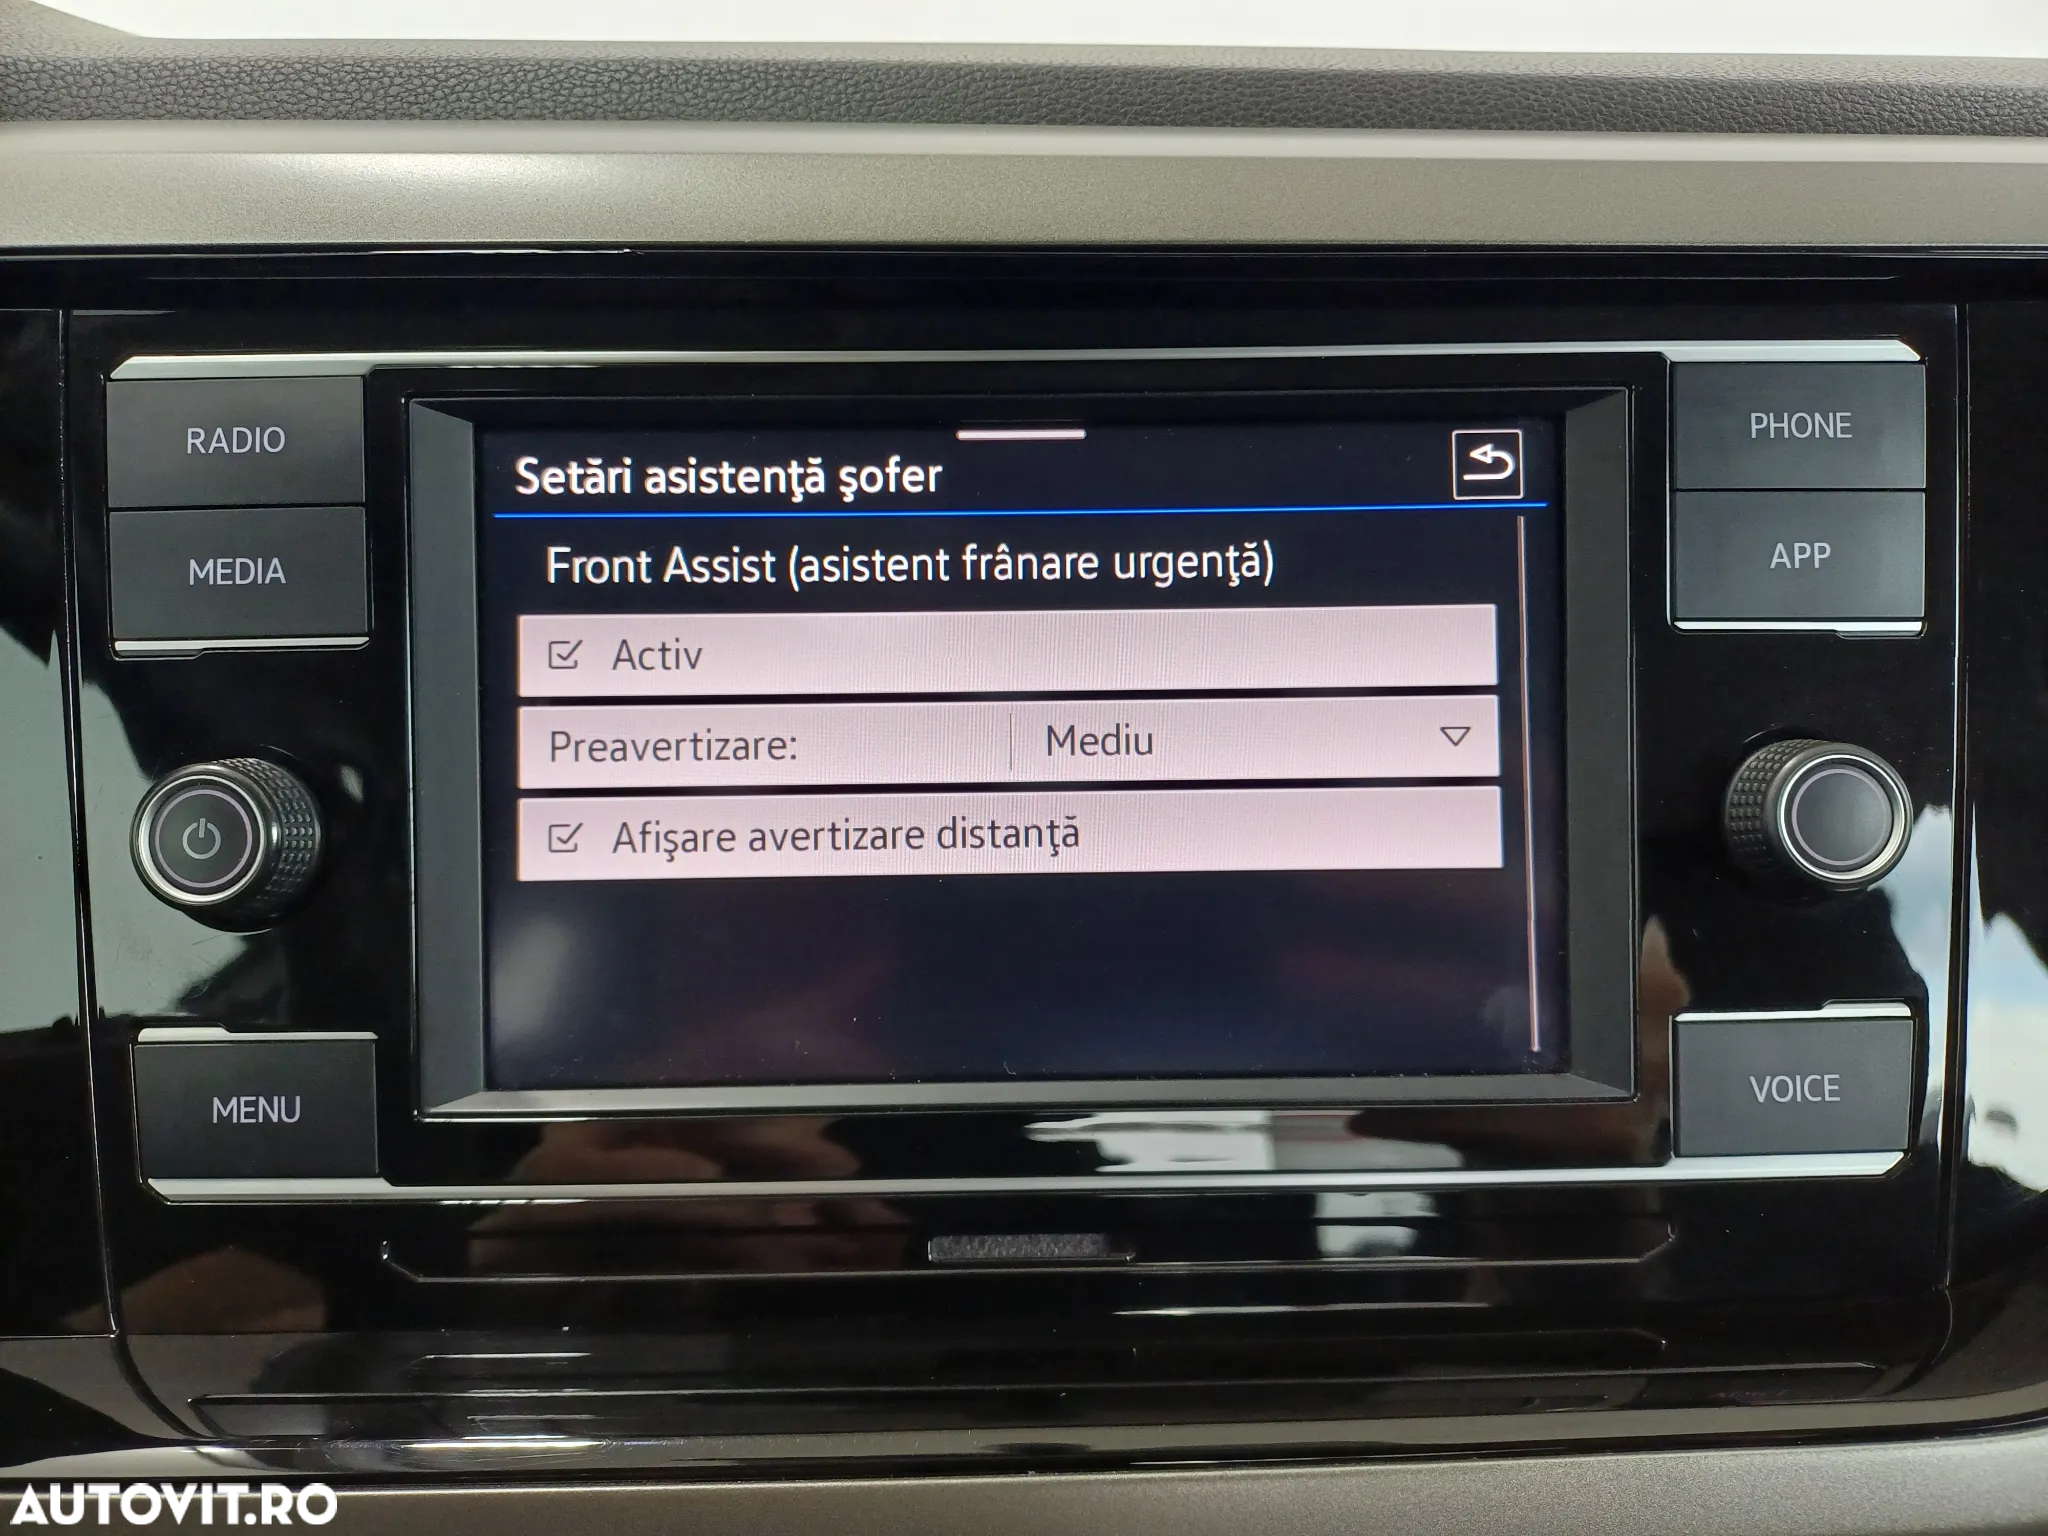 RADIO
MEDIA
MENU
Setări asistenţă şofer
Front Assist (asistent frânare urgenţă)
Activ
Preavertizare: Mediu
Afişare avertizare distanţă
PHONE
APP
VOICE
AUTOVIT.RO